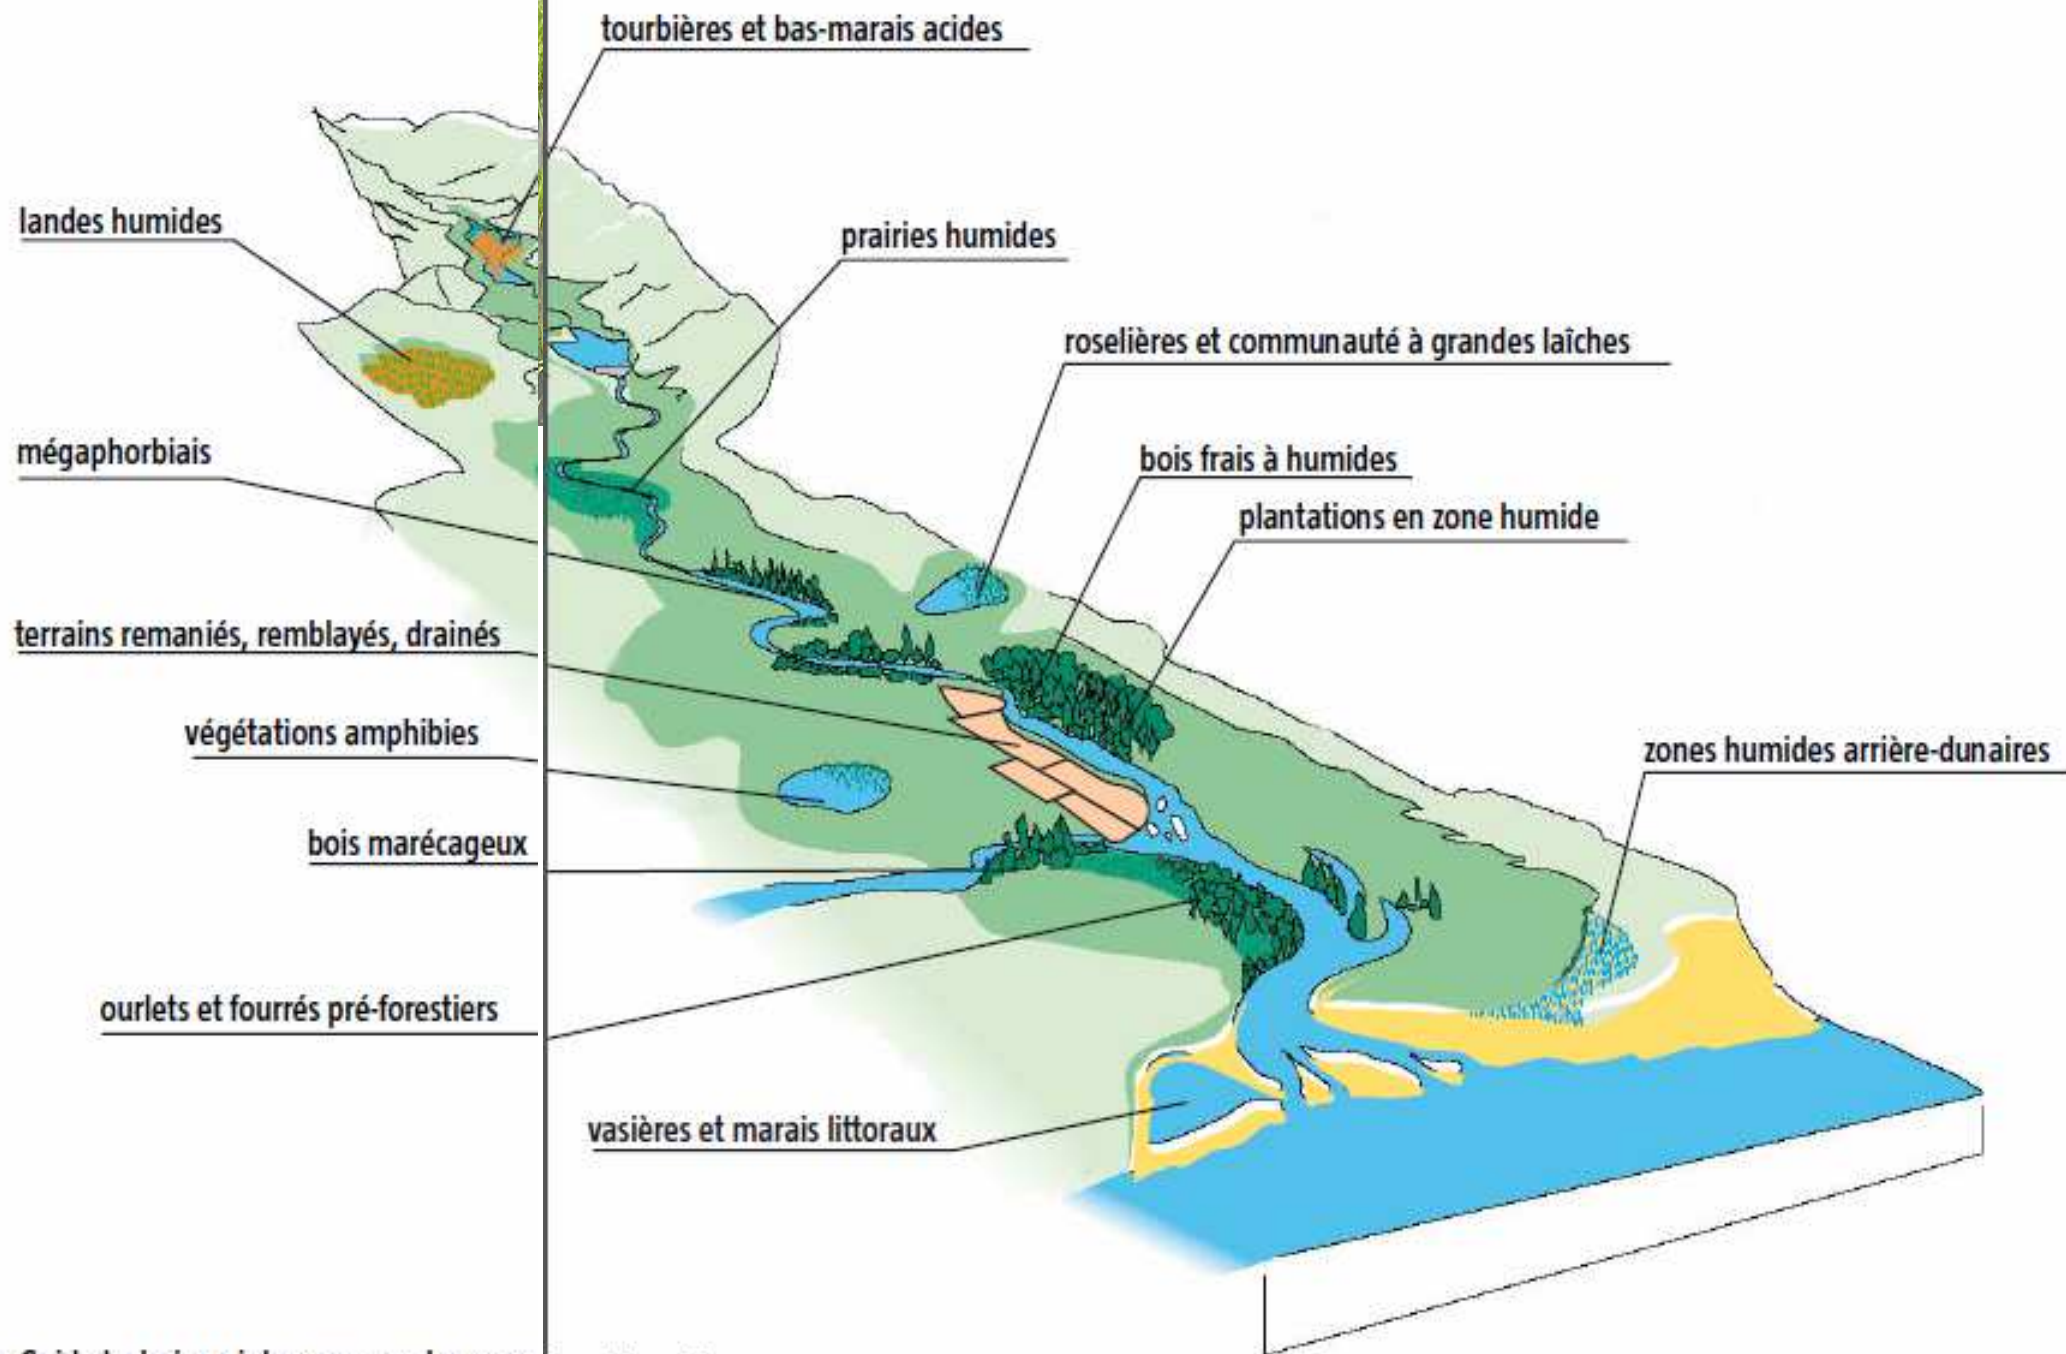 tourbières et bas-marais acides
landes humides
prairies humides
roselières et communauté à grandes laîches
mégaphorbiais
bois frais à humides
plantations en zone humide
terrains remaniés, remblayés, drainés
végétations amphibies
zones humides arrière-dunaires
bois marécageux
ourlets et fourrés pré-forestiers
vasières et marais littoraux